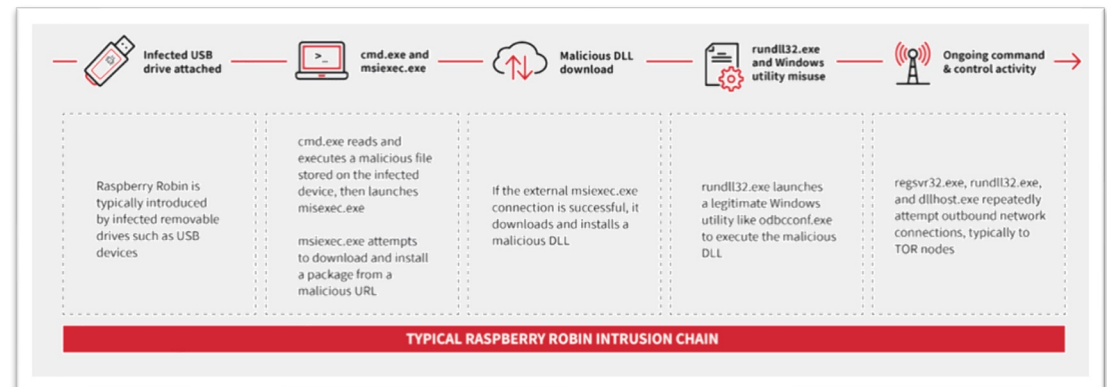 Infected USB
drive attached
cmd.exe and
msiexec.exe
Malicious DLL
download
rundll32.exe
and Windows
utility misuse
Ongoing command
& control activity
>_
Raspberry Robin is
typically introduced
by infected removable
drives such as USB
devices
cmd.exe reads and
executes a malicious file
stored on the infected
device, then launches
misexec.exe
msiexec.exe attempts
to download and install
a package from a
malicious URL
If the external msiexec.exe
connection is successful, it
downloads and installs a
malicious DLL
rundll32.exe launches
a legitimate Windows
utility like odbcconf.exe
to execute the malicious
DLL
regsvr32.exe, rundll32.exe,
and dllhost.exe repeatedly
attempt outbound network
connections, typically to
TOR nodes
TYPICAL RASPBERRY ROBIN INTRUSION CHAIN